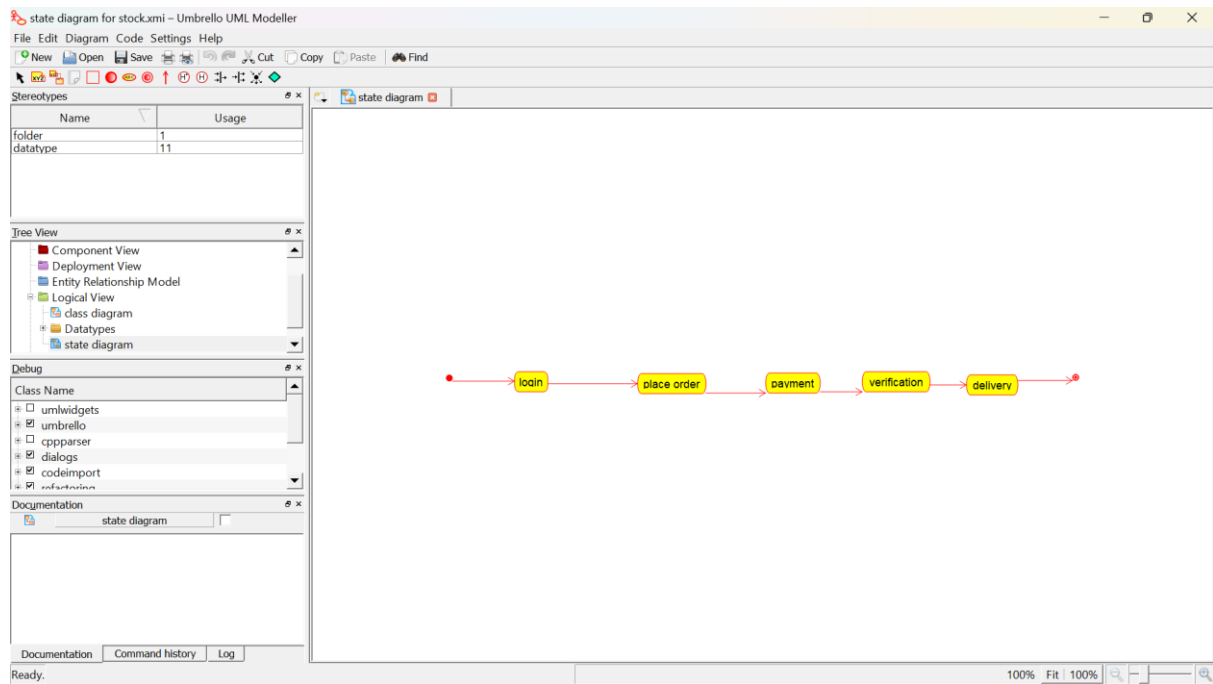 state diagram for stock.xmi – Umbrello UML Modeller
File Edit Diagram Code Settings Help
New Open Save Cut Copy Paste Find
Stereotypes
state diagram
Name Usage
folder 1
datatype 11
Tree View
Component View
Deployment View
Entity Relationship Model
Logical View
class diagram
Datatypes
state diagram
Debug
Class Name
umlwidgets
umbrello
cppparser
dialogs
codeimport
refactoring
login
place order
payment
verification
delivery
Documentation
state diagram
Documentation Command history Log
Ready.
100% Fit 100%